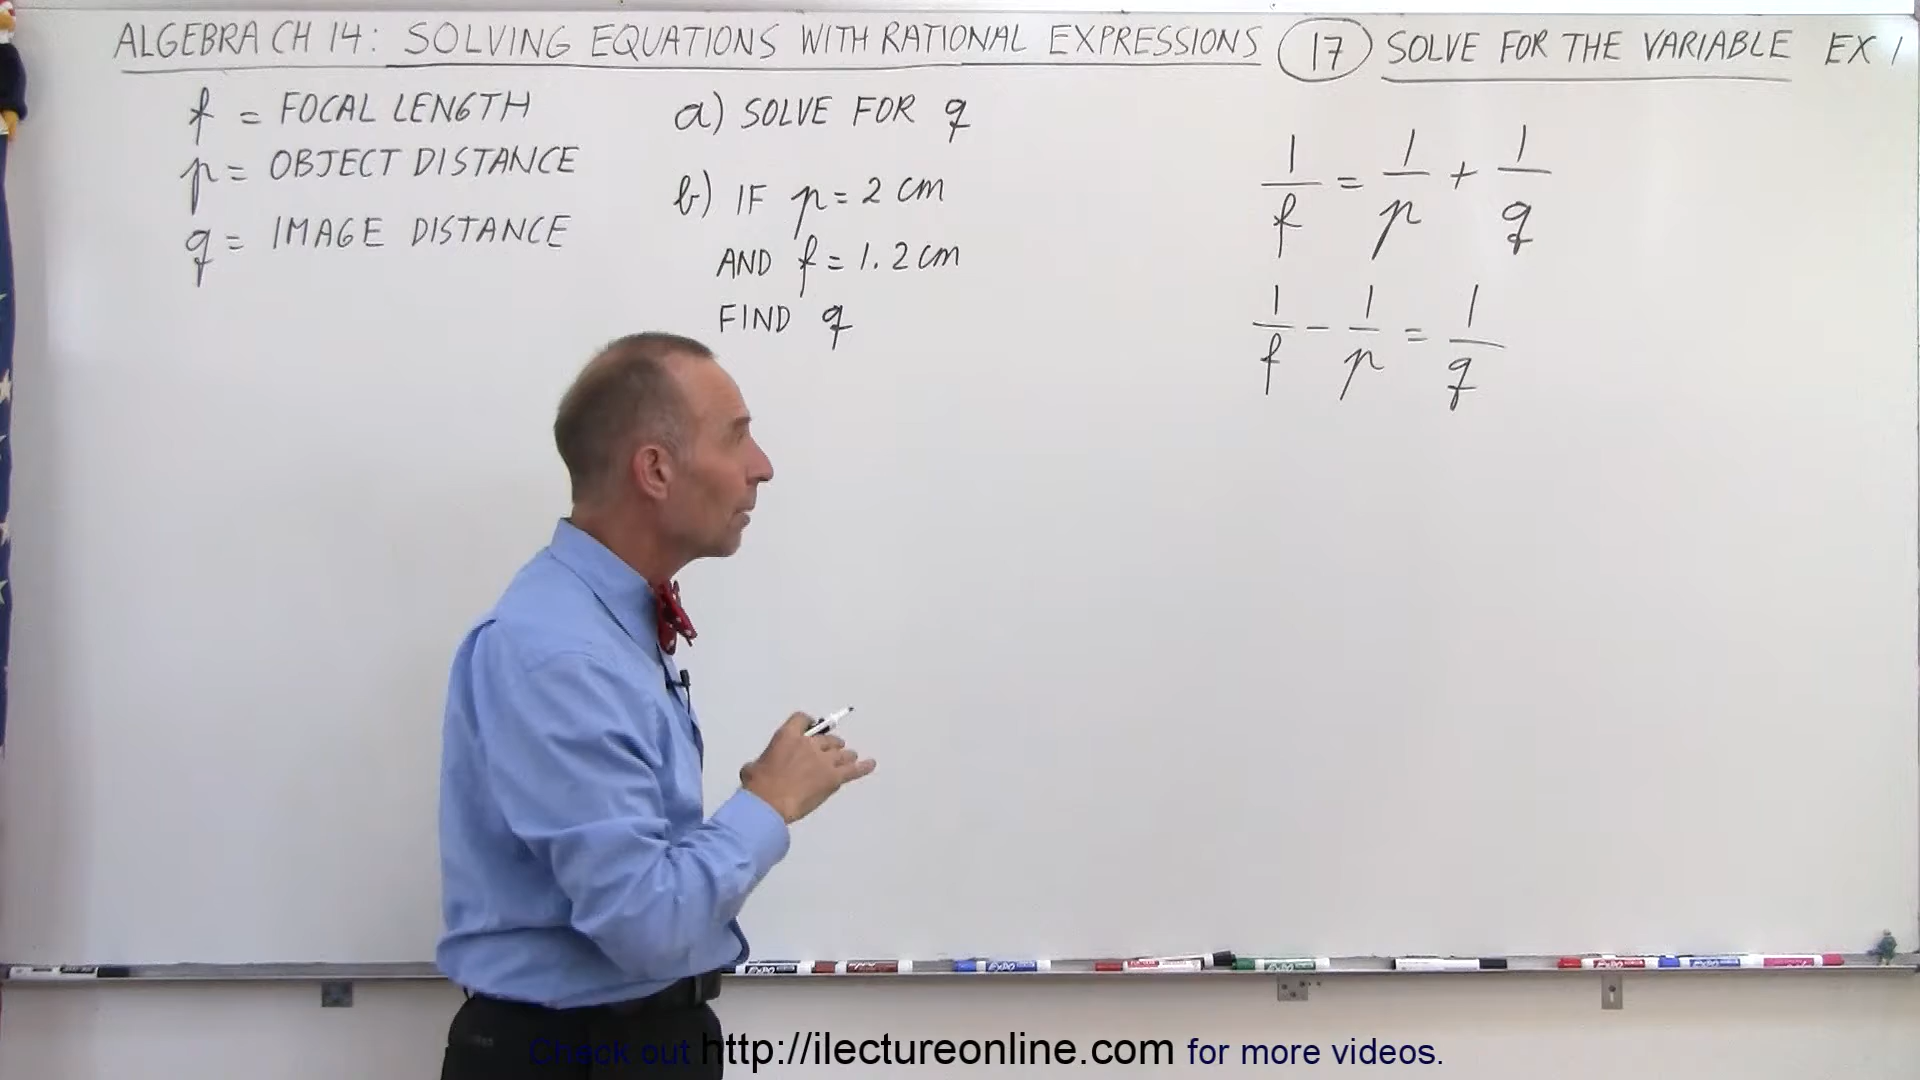 ALGEBRA CH 14: SOLVING EQUATIONS WITH RATIONAL EXPRESSIONS 17 SOLVE FOR THE VARIABLE EX 1
f = FOCAL LENGTH
p = OBJECT DISTANCE
q = IMAGE DISTANCE
a) SOLVE FOR q
b) IF p = 2 cm
AND f = 1.2 cm
FIND q
1/f = 1/p + 1/q
1/f - 1/p = 1/q
Check out http://ilectureonline.com for more videos.